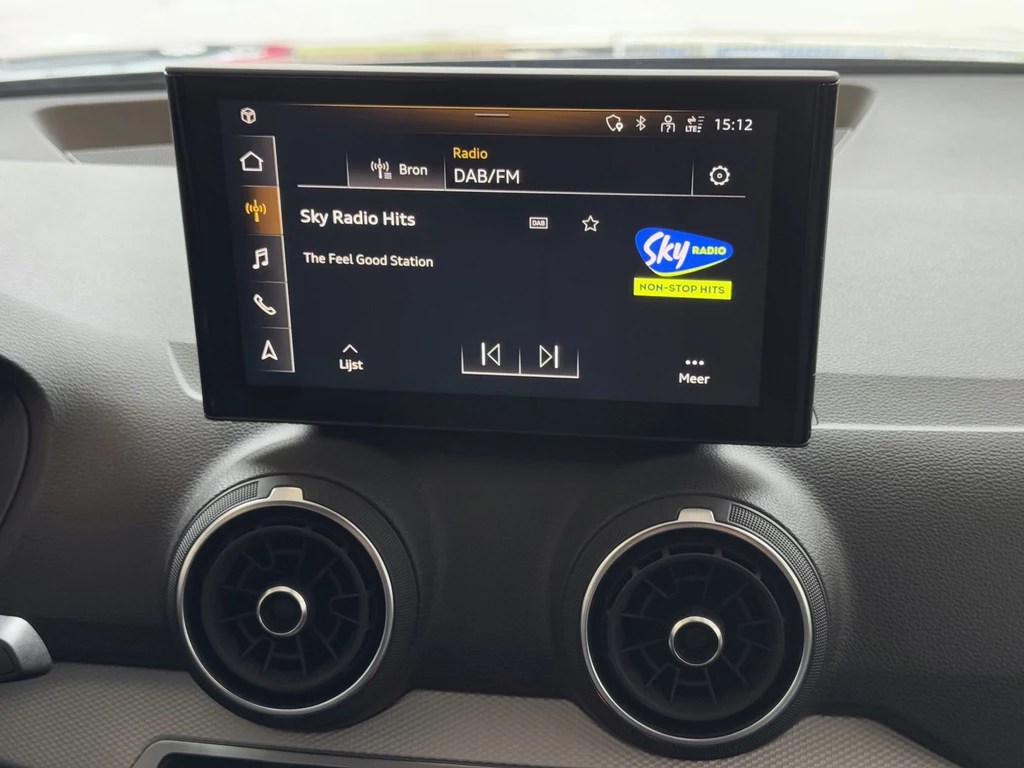 LTE
15:12
Bron
Radio
DAB/FM
Sky Radio Hits
DAB
The Feel Good Station
Sky RADIO
NON-STOP HITS
Lijst
Meer